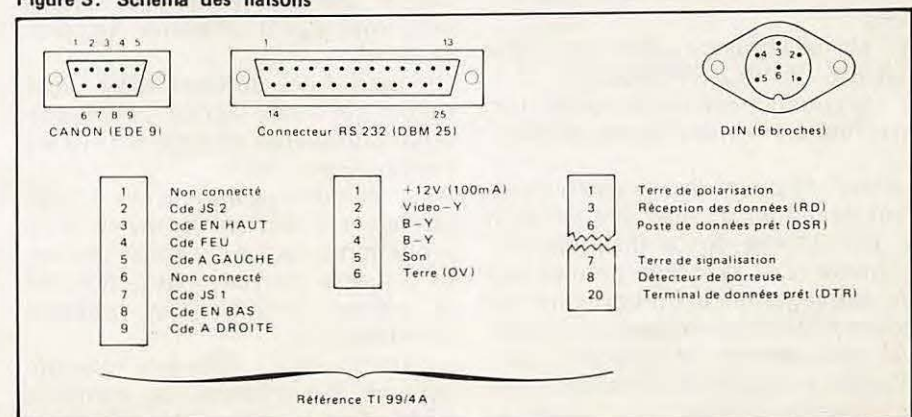 Figure 3: Schéma des liaisons
1 2 3 4 5
6 7 8 9
CANON (EDE 9)
1 13
14 25
Connecteur RS 232 (DBM 25)
4 3 2
5 6 1
DIN (6 broches)
1 Non connecté
2 Cde JS 2
3 Cde EN HAUT
4 Cde FEU
5 Cde A GAUCHE
6 Non connecté
7 Cde JS 1
8 Cde EN BAS
9 Cde A DROITE
1 +12V (100mA)
2 Video-Y
3 B-Y
4 B-Y
5 Son
6 Terre (OV)
1 Terre de polarisation
3 Réception des données (RD)
6 Poste de données prêt (DSR)
7 Terre de signalisation
8 Détecteur de porteuse
20 Terminal de données prêt (DTR)
Référence TI 99/4A